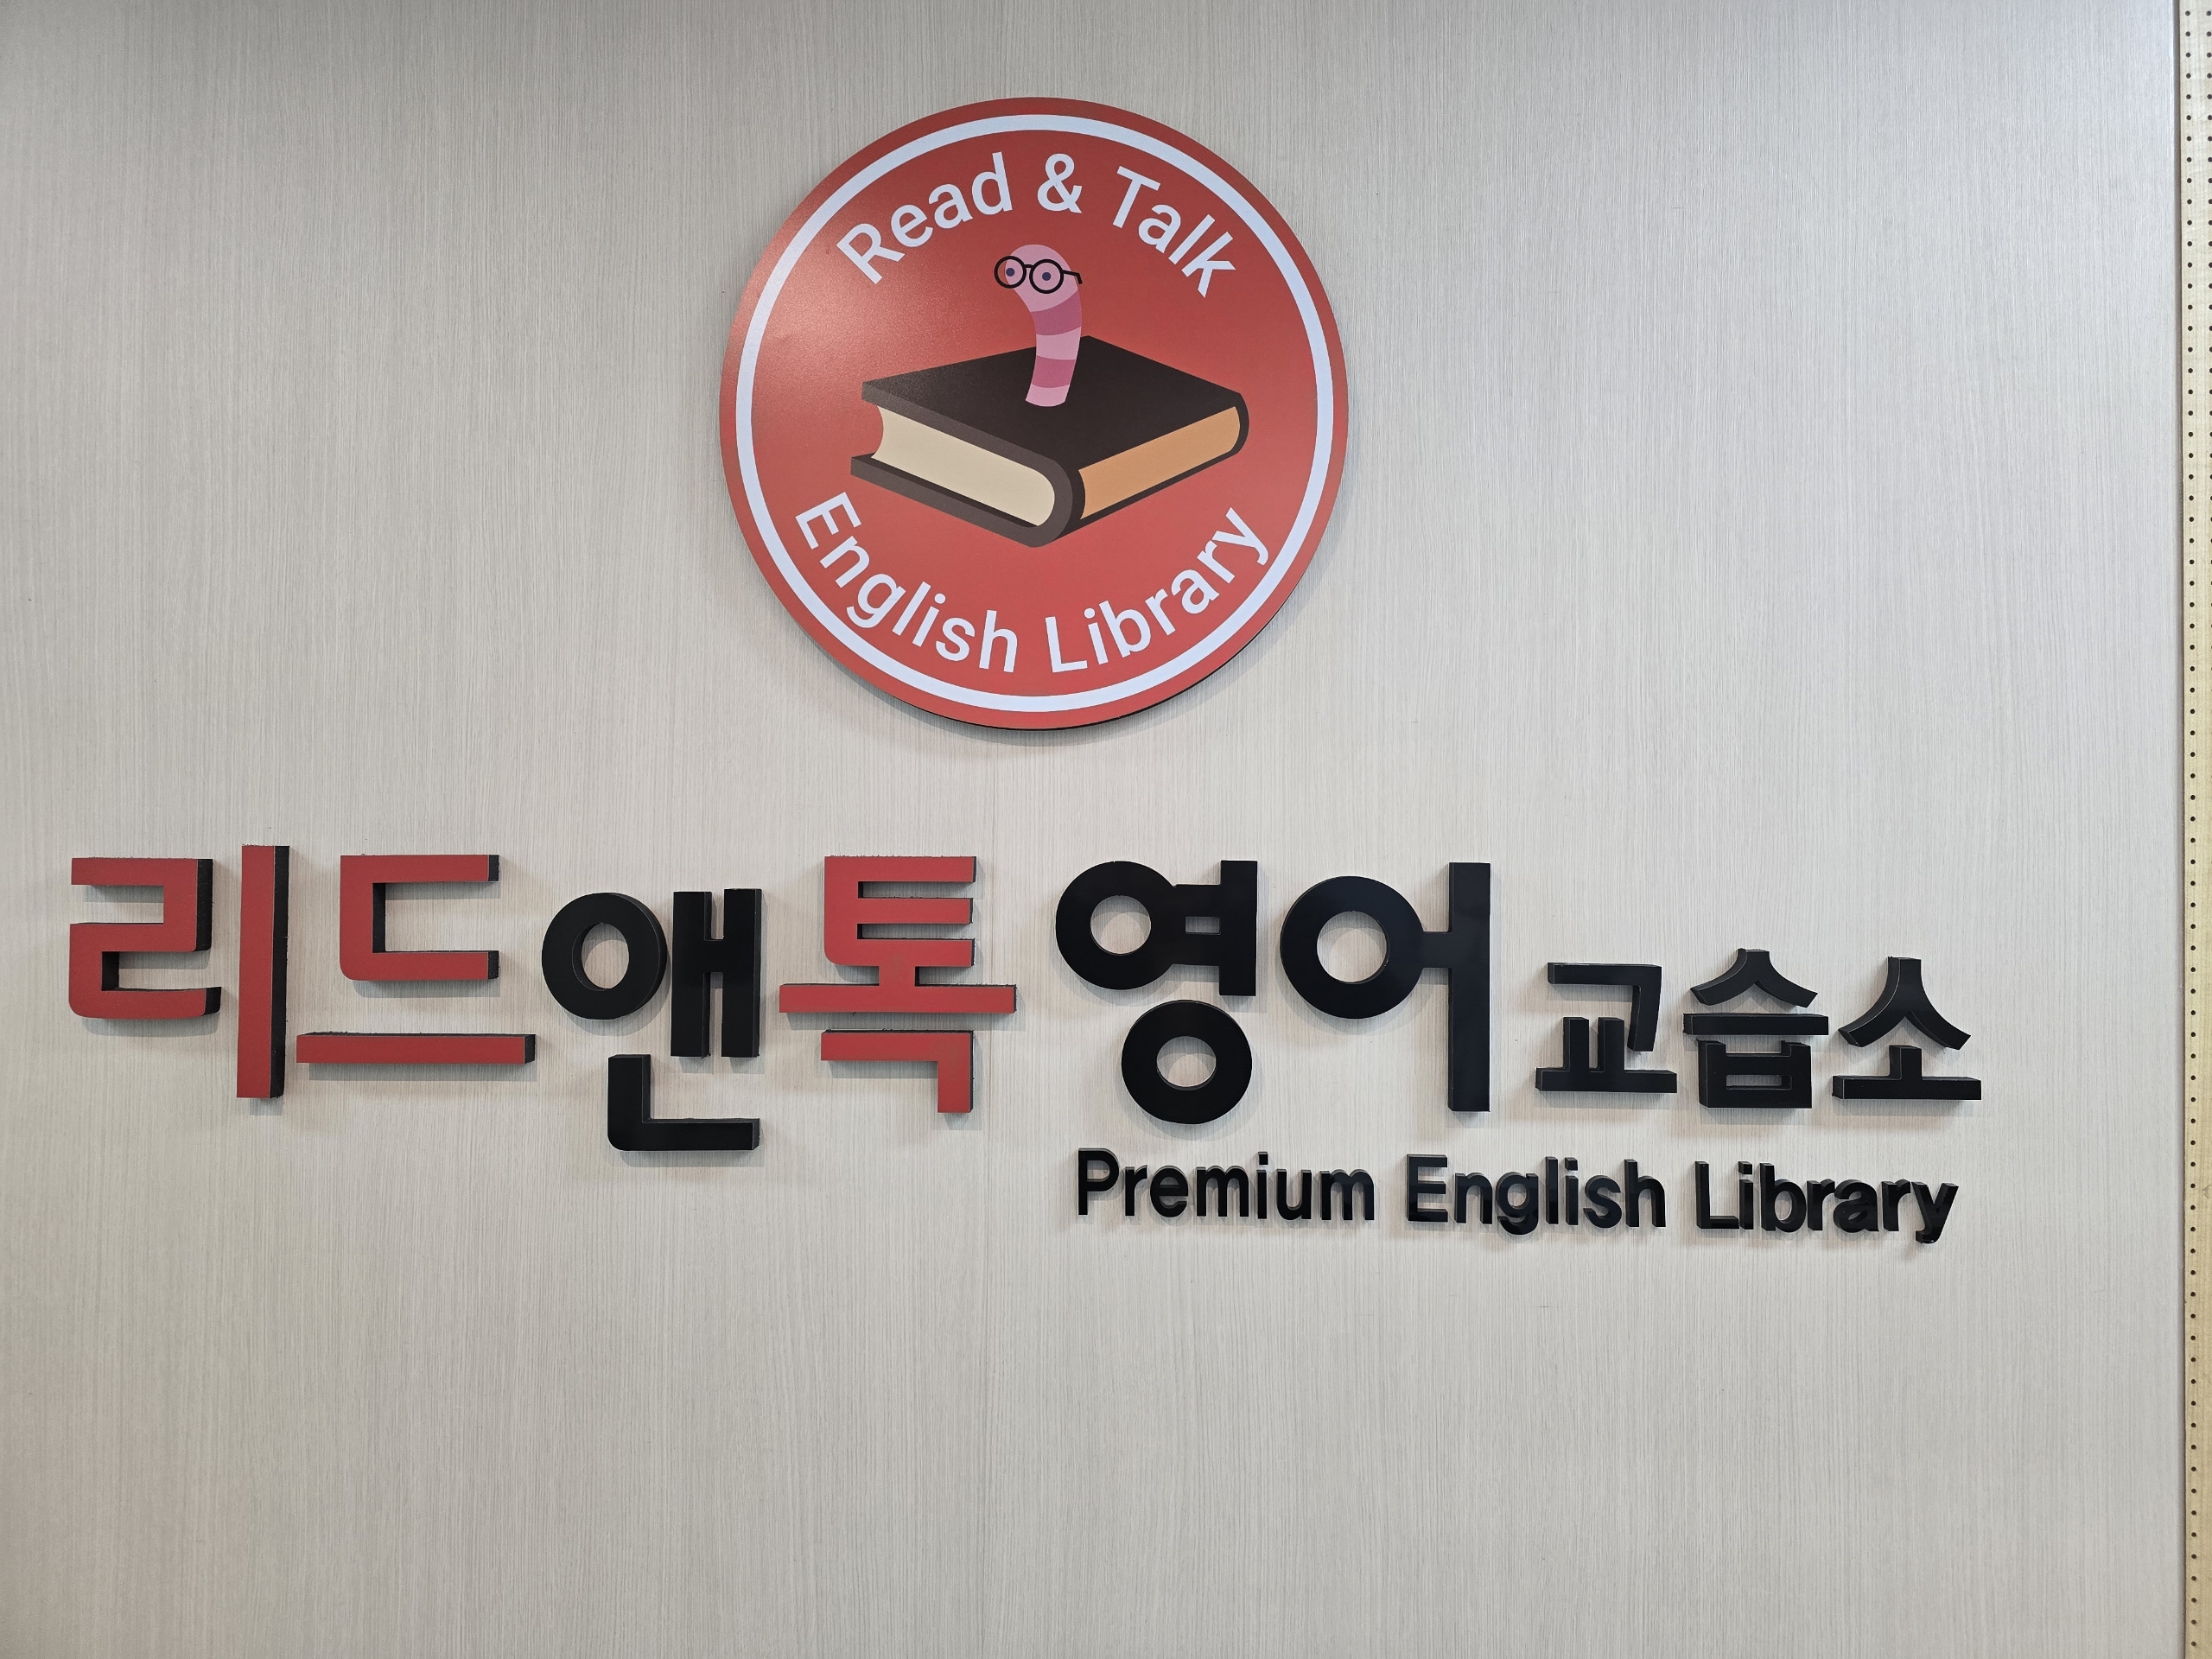 Read & Talk
English Library
리드앤톡 영어 교습소
Premium English Library